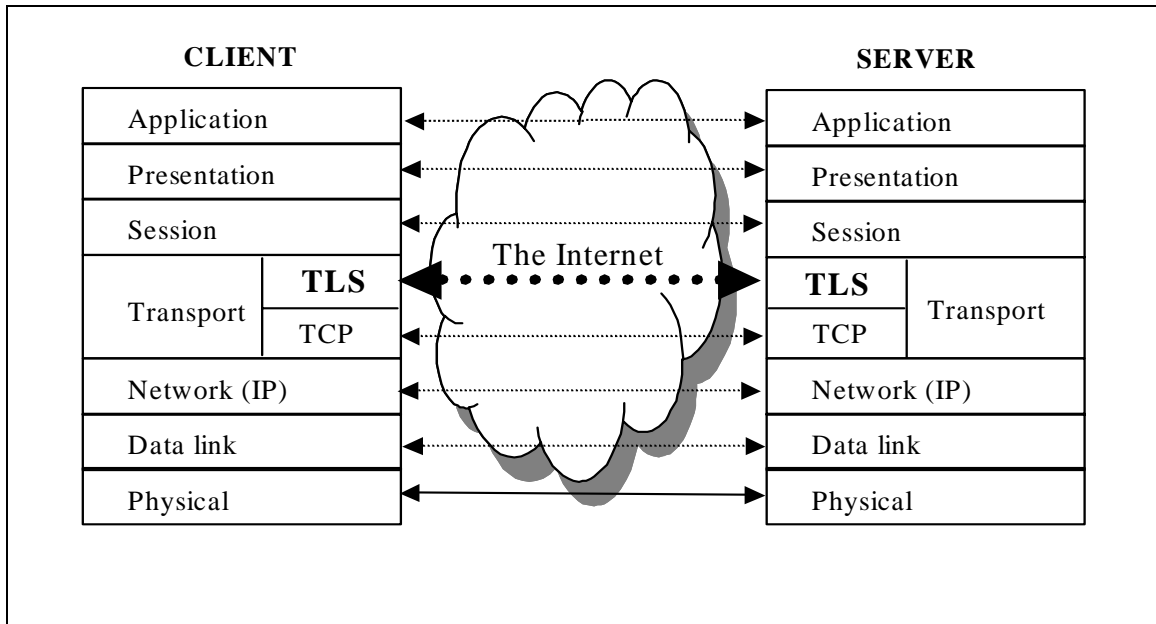 CLIENT
SERVER
Application
Application
Presentation
Presentation
Session
Session
The Internet
Transport
TLS
TCP
TLS
TCP
Transport
Network (IP)
Network (IP)
Data link
Data link
Physical
Physical